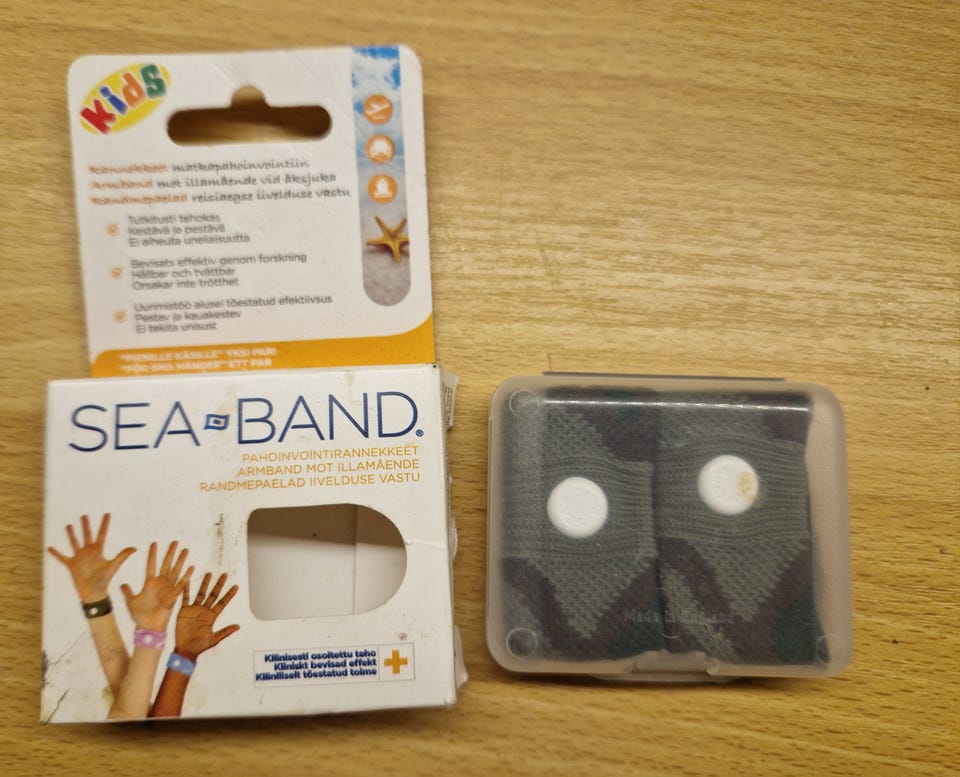 Kids
Rannekkeet matkapahoinvointiin
Armband mot illamående vid åksjuka
Randmepaelad reisiaegse iivelduse vastu
Tutkitusti tehokas
Kestävä ja pestävä
Ei aiheuta uneliaisuutta
Bevisats effektiv genom forskning
Hållbar och tvättbar
Orsakar inte trötthet
Uurimistöö alusel tõestatud efektiivsus
Pestav ja kauakestev
Ei tekita unisust
"PIENILLE KÄSILLE" YKSI PARI
"FÖR SMÅ HÄNDER" ETT PAR
SEA-BAND®
PAHOINVOINTIRANNEKKEET
ARMBAND MOT ILLAMÅENDE
RANDMEPAELAD IIVELDUSE VASTU
Kliinisesti osoitettu teho
Kliniskt bevisad effekt
Kliiniliselt tõestatud toime
Made in England